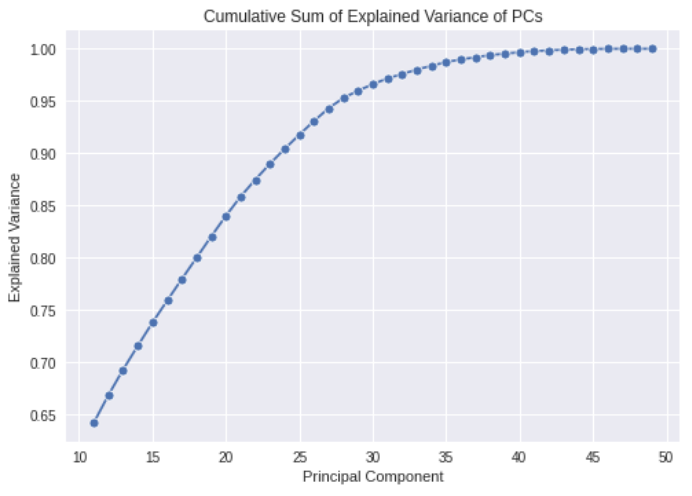 Cumulative Sum of Explained Variance of PCs
1.00
0.95
0.90
0.85
0.80
0.75
0.70
0.65
Explained Variance
10 15 20 25 30 35 40 45 50
Principal Component